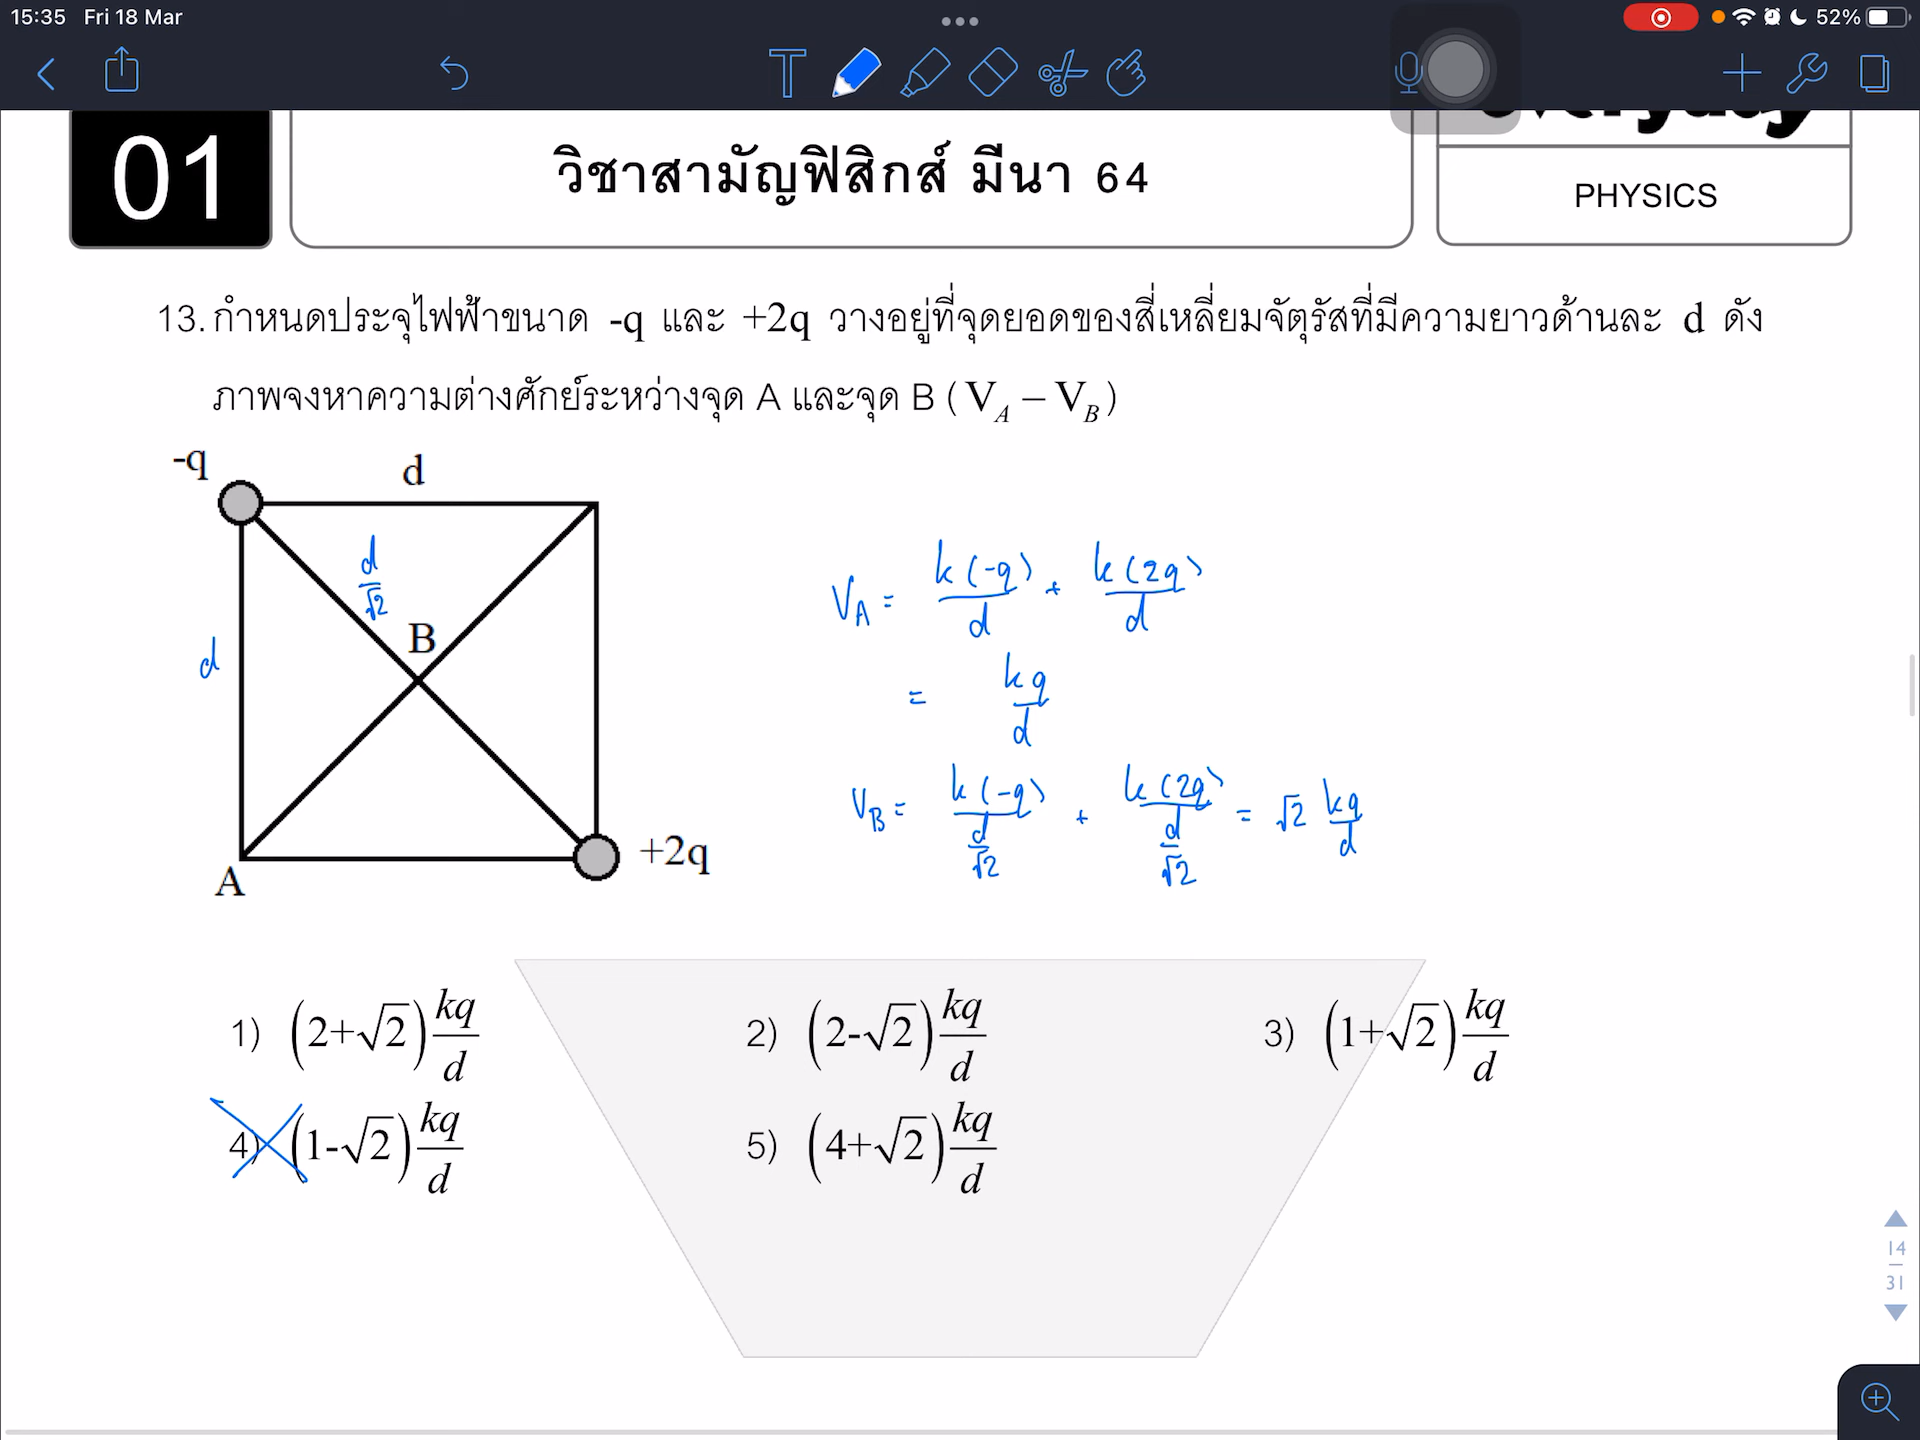 15:35 Fri 18 Mar
52%
01
วิชาสามัญฟิสิกส์ มีนา 64
everyday
PHYSICS
13. กำหนดประจุไฟฟ้าขนาด -q และ +2q วางอยู่ที่จุดยอดของสี่เหลี่ยมจัตุรัสที่มีความยาวด้านละ d ดัง
ภาพจงหาความต่างศักย์ระหว่างจุด A และจุด B (V_A – V_B)
-q
d
d/√2
B
d
A
+2q
V_A = k(-q)/d + k(2q)/d
= kq/d
V_B = k(-q)/(d/√2) + k(2q)/(d/√2) = √2 kq/d
1) (2+√2) kq/d
2) (2-√2) kq/d
3) (1+√2) kq/d
4) (1-√2) kq/d
5) (4+√2) kq/d
14
31